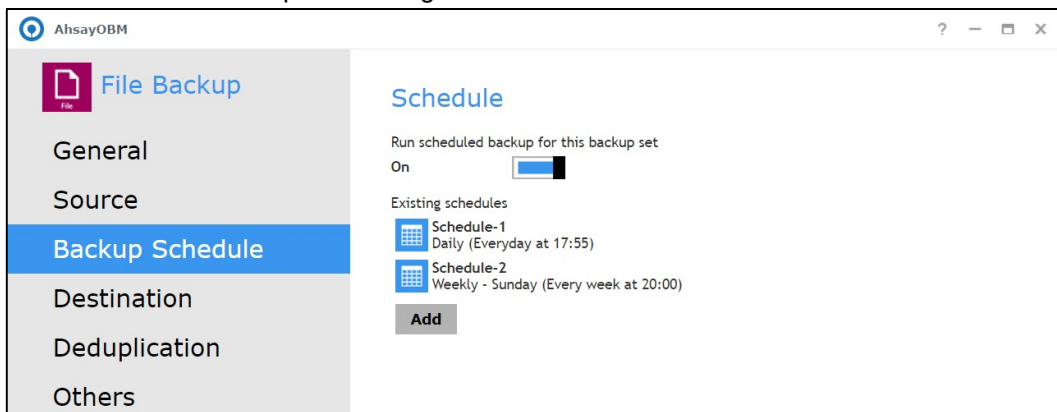 AhsayOBM
?
File
File Backup
General
Source
Backup Schedule
Destination
Deduplication
Others
Schedule
Run scheduled backup for this backup set
On
Existing schedules
Schedule-1
Daily (Everyday at 17:55)
Schedule-2
Weekly - Sunday (Every week at 20:00)
Add